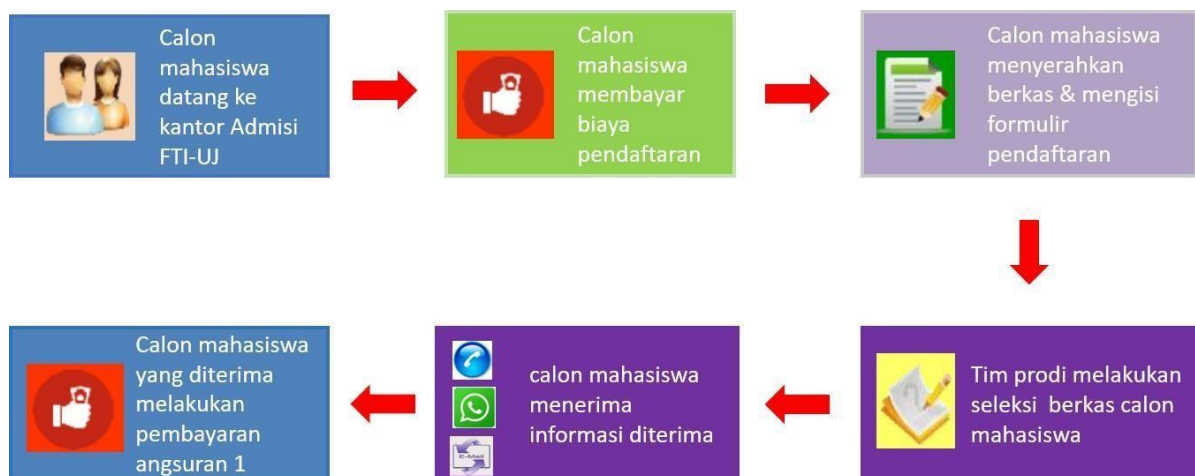 Calon
mahasiswa
datang ke
kantor Admisi
FTI-UJ
Calon
mahasiswa
membayar
biaya
pendaftaran
Calon mahasiswa
menyerahkan
berkas & mengisi
formulir
pendaftaran
Tim prodi melakukan
seleksi berkas calon
mahasiswa
calon mahasiswa
menerima
informasi diterima
E-Mail
Calon mahasiswa
yang diterima
melakukan
pembayaran
angsuran 1